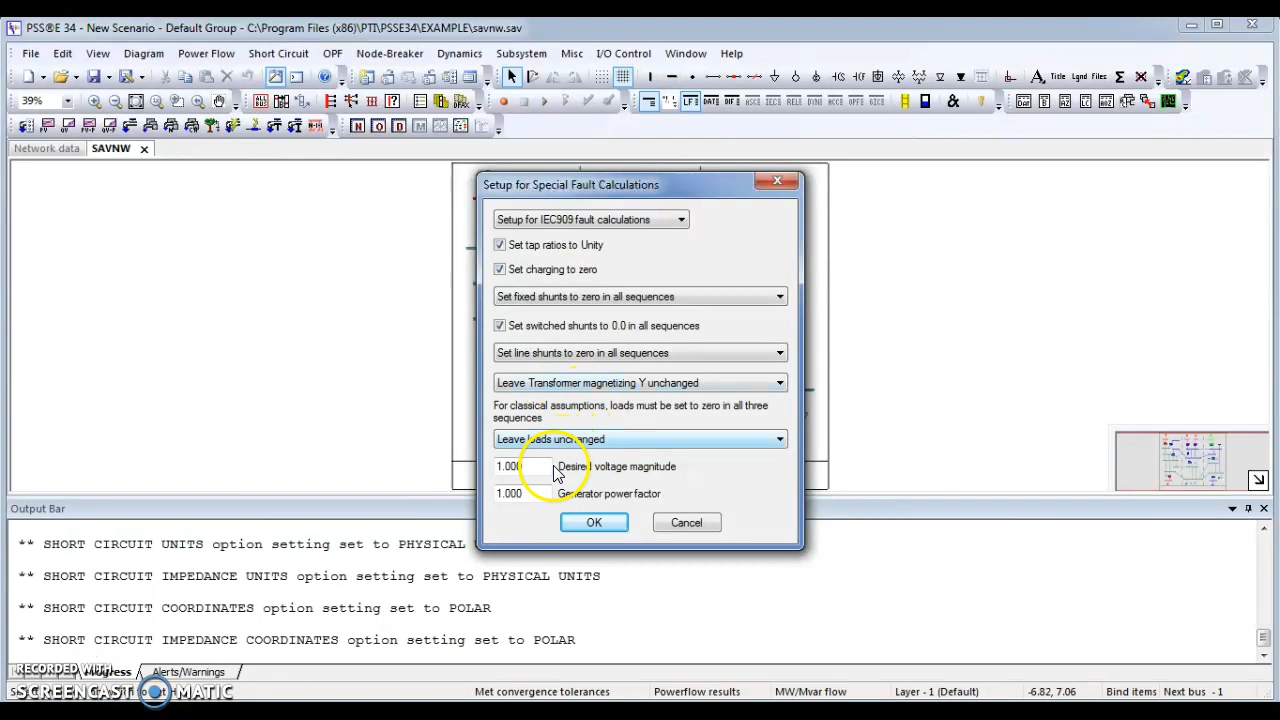 PSS®E 34 - New Scenario - Default Group - C:\Program Files (x86)\PTI\PSSE34\EXAMPLE\savnw.sav
File Edit View Diagram Power Flow Short Circuit OPF Node-Breaker Dynamics Subsystem Misc I/O Control Window Help
Title Lgnd Files
39%
Network data SAVNW
Setup for Special Fault Calculations
Setup for IEC909 fault calculations
Set tap ratios to Unity
Set charging to zero
Set fixed shunts to zero in all sequences
Set switched shunts to 0.0 in all sequences
Set line shunts to zero in all sequences
Leave Transformer magnetizing Y unchanged
For classical assumptions, loads must be set to zero in all three
sequences
Leave loads unchanged
1.000 Desired voltage magnitude
1.000 Generator power factor
OK Cancel
Output Bar
** SHORT CIRCUIT UNITS option setting set to PHYSICAL
** SHORT CIRCUIT IMPEDANCE UNITS option setting set to PHYSICAL UNITS
** SHORT CIRCUIT COORDINATES option setting set to POLAR
** SHORT CIRCUIT IMPEDANCE COORDINATES option setting set to POLAR
RECORDED WITH
Progress Alerts/Warnings
SCREENCAST MATIC
Met convergence tolerances Powerflow results MW/Mvar flow Layer - 1 (Default) -6.82, 7.06 Bind items Next bus - 1